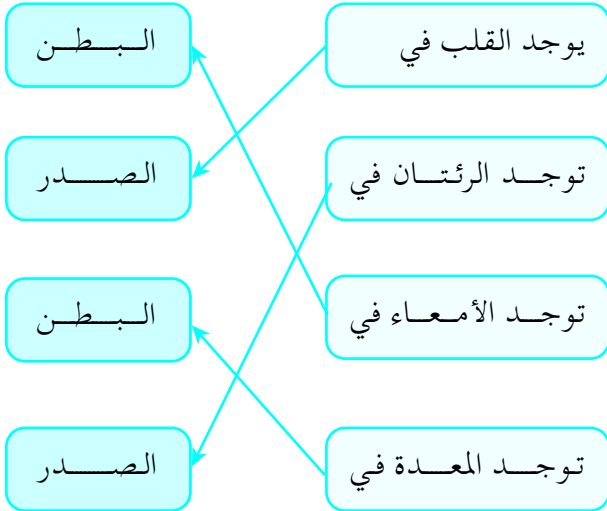 يوجد القلب في
البطن
توجد الرئتان في
الصدر
توجد الأمعاء في
البطن
توجد المعدة في
الصدر